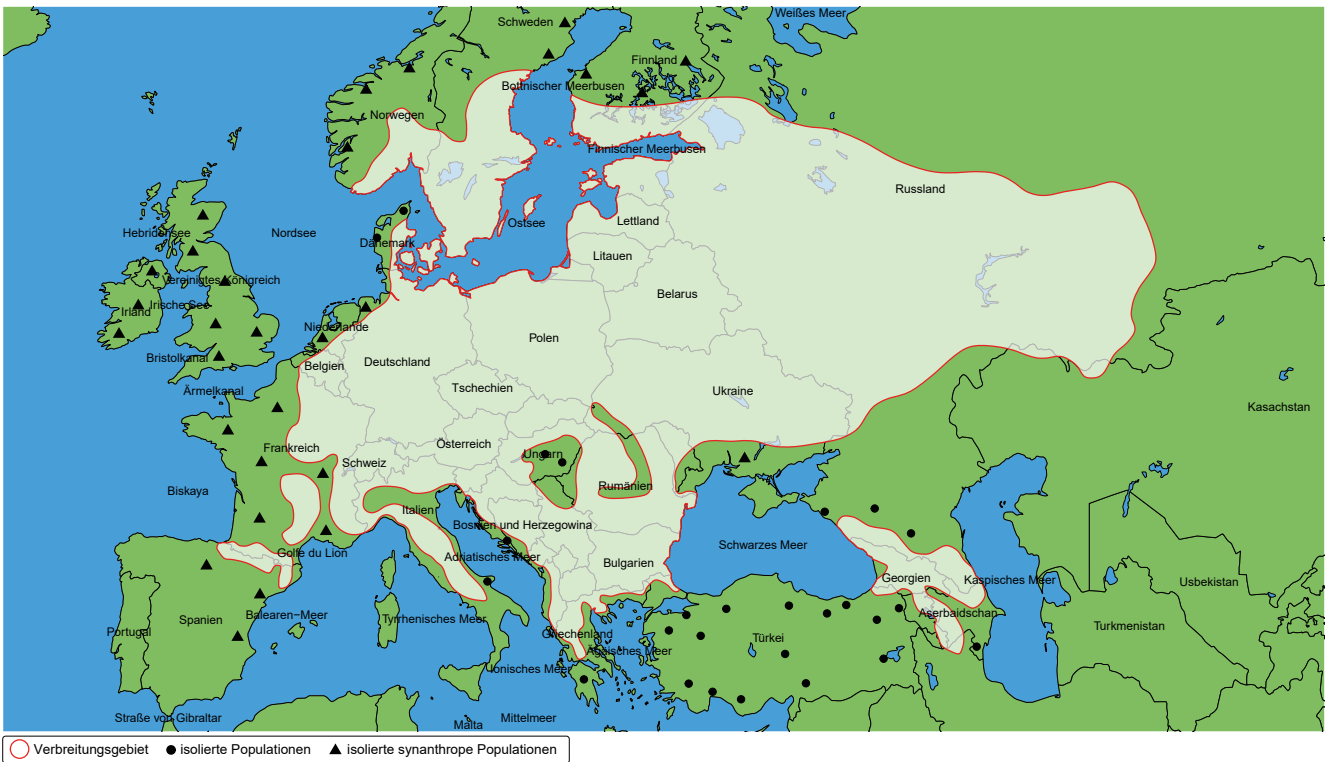 Weißes Meer
Schweden
Finnland
Bottnischer Meerbusen
Norwegen
Finnischer Meerbusen
Russland
Lettland
Ostsee
Hebridensee
Nordsee
Dänemark
Litauen
Vereinigtes Königreich
Belarus
Irische See
Irland
Niederlande
Polen
Bristolkanal
Belgien
Deutschland
Tschechien
Ärmelkanal
Ukraine
Kasachstan
Österreich
Frankreich
Ungarn
Schweiz
Rumänien
Biskaya
Italien
Bosnien und Herzegowina
Schwarzes Meer
Golfe du Lion
Adriatisches Meer
Bulgarien
Georgien
Kaspisches Meer
Usbekistan
Balearen−Meer
Aserbaidschan
Spanien
Tyrrhenisches Meer
Turkmenistan
Portugal
Griechenland
Türkei
Ägäisches Meer
Ionisches Meer
Straße von Gibraltar
Mittelmeer
Malta
Verbreitungsgebiet isolierte Populationen isolierte synanthrope Populationen